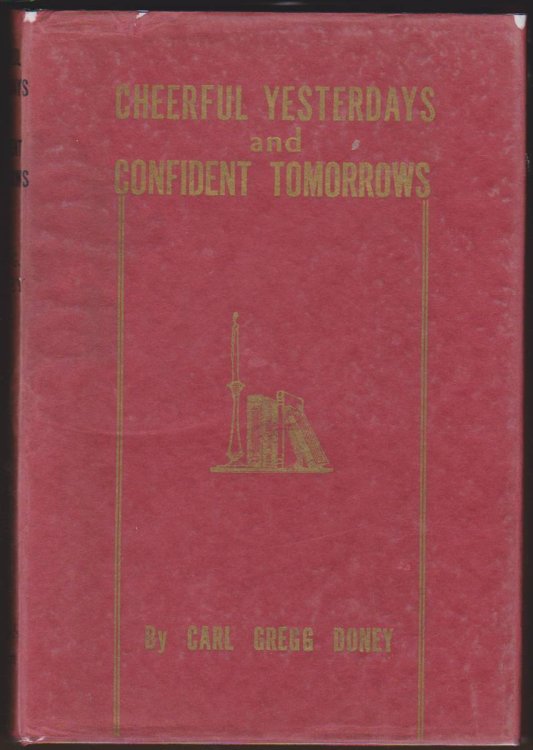 CHEERFUL YESTERDAYS
and
CONFIDENT TOMORROWS
By CARL GREGG DONEY